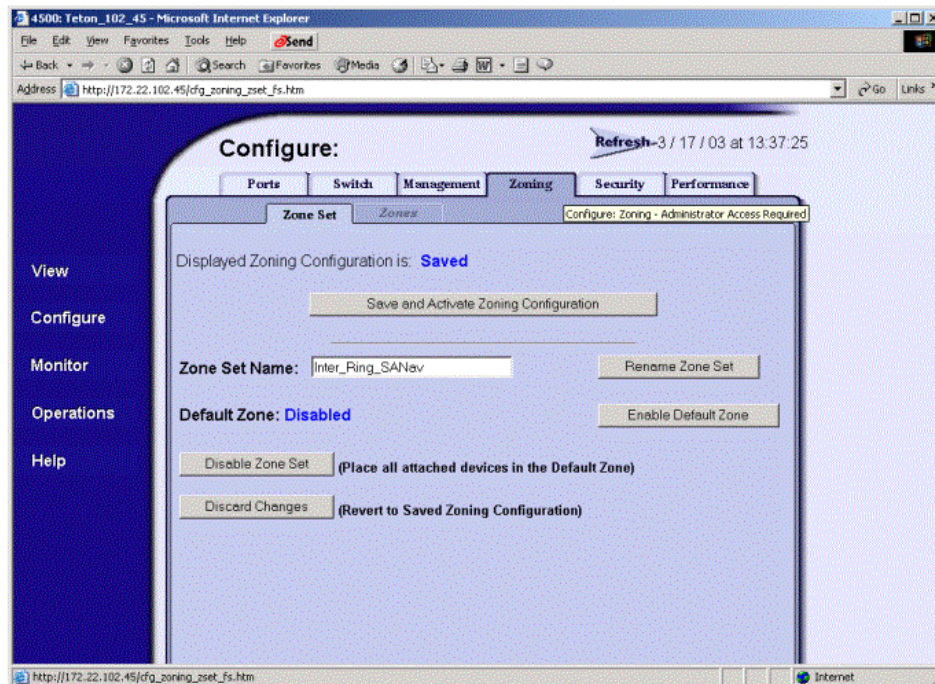 4500: Teton_102_45 - Microsoft Internet Explorer
File Edit View Favorites Tools Help Send
Back Search Favorites Media
Address http://172.22.102.45/cfg_zoning_zset_fs.htm Go Links
Configure:
Refresh-3 / 17 / 03 at 13:37:25
Ports Switch Management Zoning Security Performance
Zone Set Zones
Configure: Zoning - Administrator Access Required
Displayed Zoning Configuration is: Saved
View
Save and Activate Zoning Configuration
Configure
Monitor
Zone Set Name: Inter_Ring_SANav Rename Zone Set
Operations
Default Zone: Disabled Enable Default Zone
Help
Disable Zone Set (Place all attached devices in the Default Zone)
Discard Changes (Revert to Saved Zoning Configuration)
http://172.22.102.45/cfg_zoning_zset_fs.htm Internet